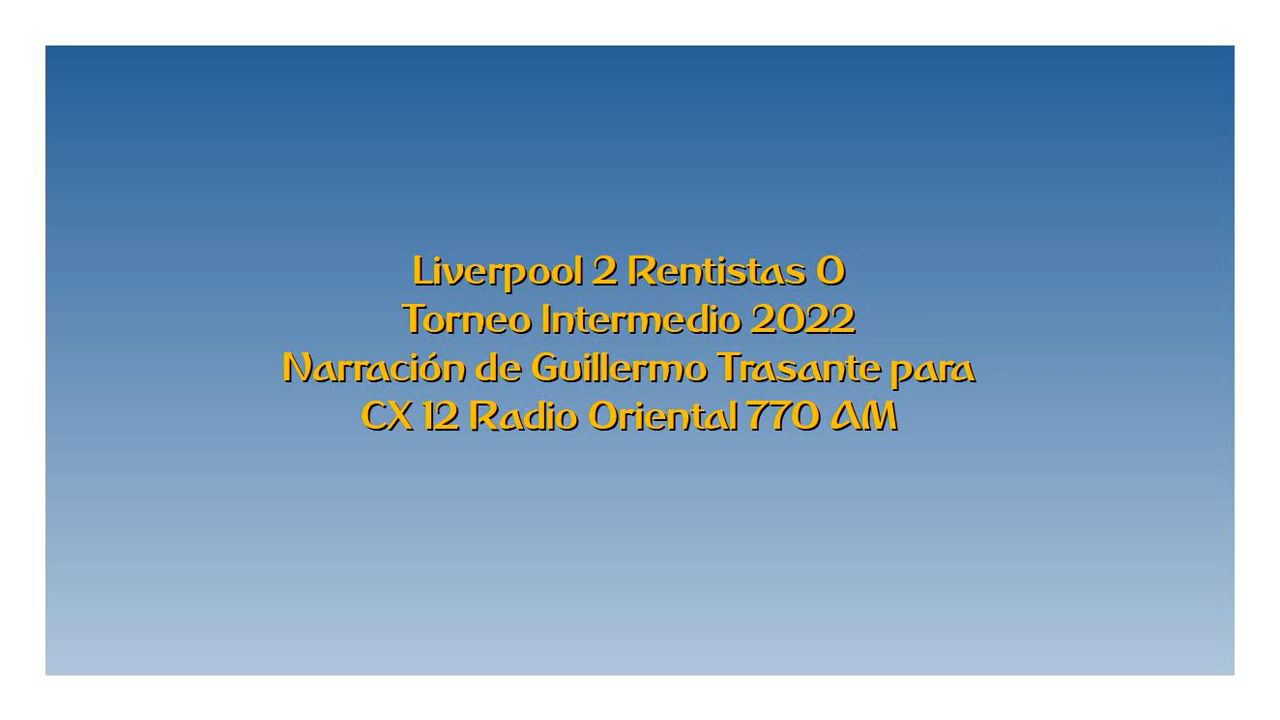 Liverpool 2 Rentistas 0
Torneo Intermedio 2022
Narración de Guillermo Trasante para
CX 12 Radio Oriental 770 AM